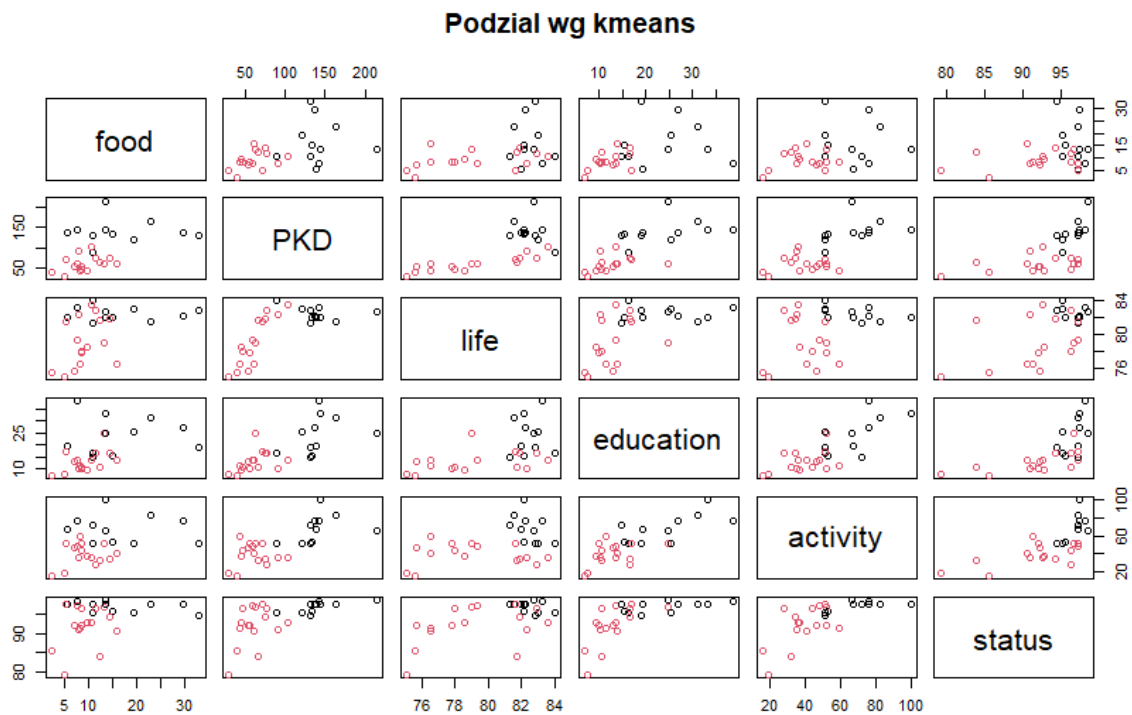 Podzial wg kmeans
50 100 150 200
10 20 30
80 85 90 95
food
5 15 30
50 150
PKD
life
76 80 84
10 25
education
activity
20 60 100
80 90
status
5 10 20 30
76 78 80 82 84
20 40 60 80 100